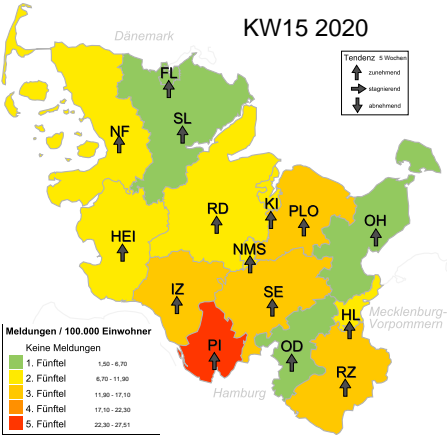 KW15 2020
Dänemark
Tendenz 5 Wochen
zunehmend
stagnierend
abnehmend
FL
SL
NF
KI
RD
PLO
OH
HEI
NMS
IZ
SE
HL
Mecklenburg-
Vorpommern
PI
OD
RZ
Hamburg
Meldungen / 100.000 Einwohner
Keine Meldungen
1. Fünftel 1,50 - 6,70
2. Fünftel 6,70 - 11,90
3. Fünftel 11,90 - 17,10
4. Fünftel 17,10 - 22,30
5. Fünftel 22,30 - 27,51